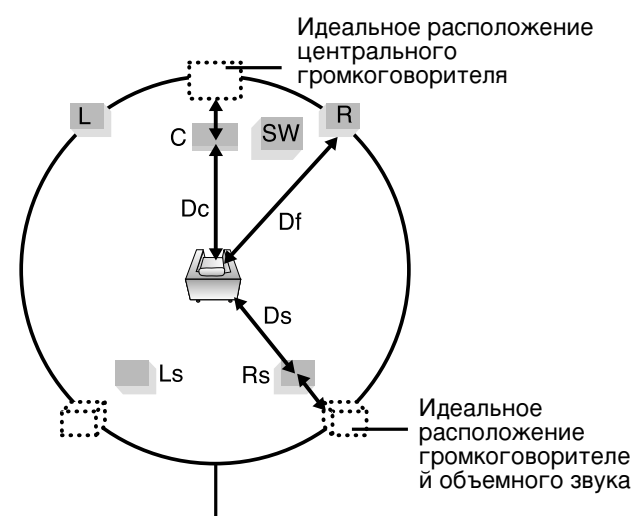 Идеальное расположение
центрального
громкоговорителя
L
R
C
SW
Dc
Df
Ds
Ls
Rs
Идеальное
расположение
громкоговорителе
й объемного звука